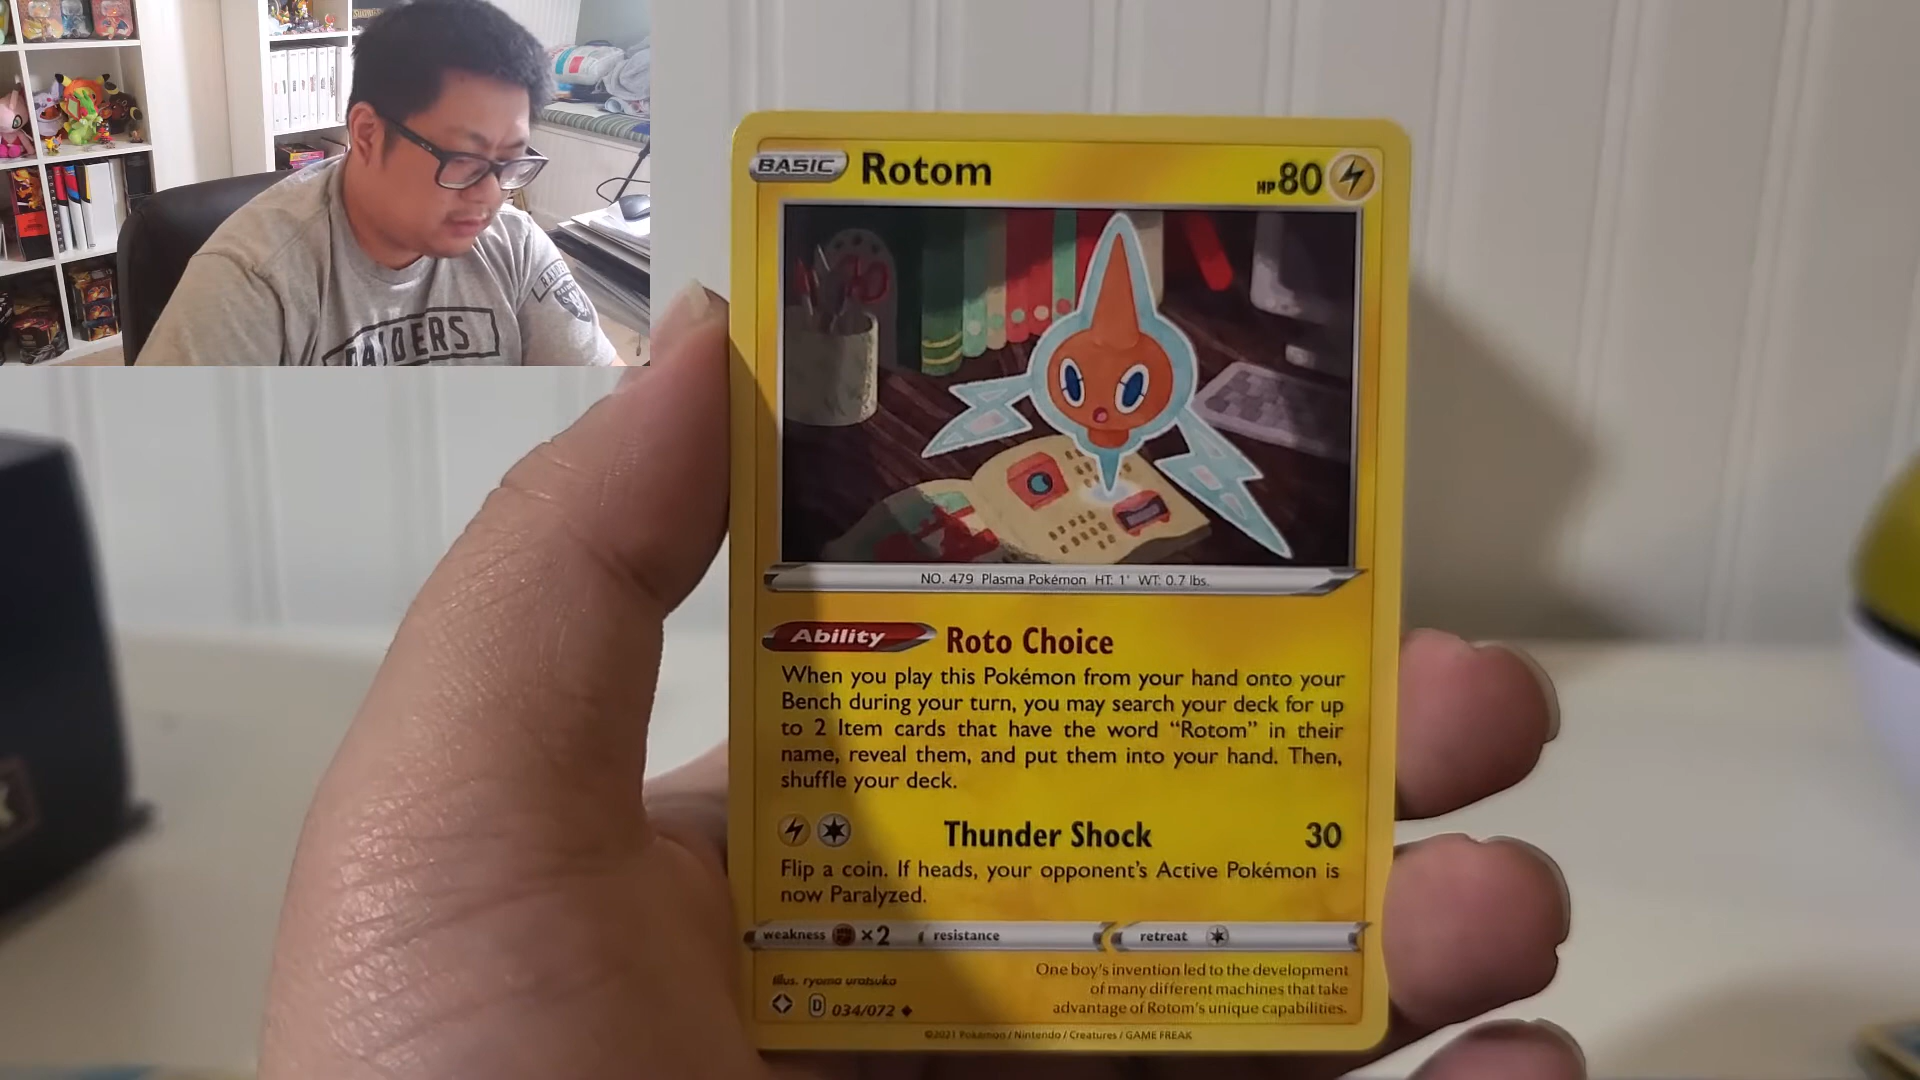 RAIDERS
BASIC Rotom HP 80
NO. 479 Plasma Pokémon HT: 1' WT: 0.7 lbs.
Ability Roto Choice
When you play this Pokémon from your hand onto your
Bench during your turn, you may search your deck for up
to 2 Item cards that have the word “Rotom” in their
name, reveal them, and put them into your hand. Then,
shuffle your deck.
Thunder Shock 30
Flip a coin. If heads, your opponent's Active Pokémon is
now Paralyzed.
weakness ×2 resistance retreat
Illus. ryoma uratsuka
One boy's invention led to the development
of many different machines that take
advantage of Rotom's unique capabilities.
D 034/072
©2021 Pokémon / Nintendo / Creatures / GAME FREAK